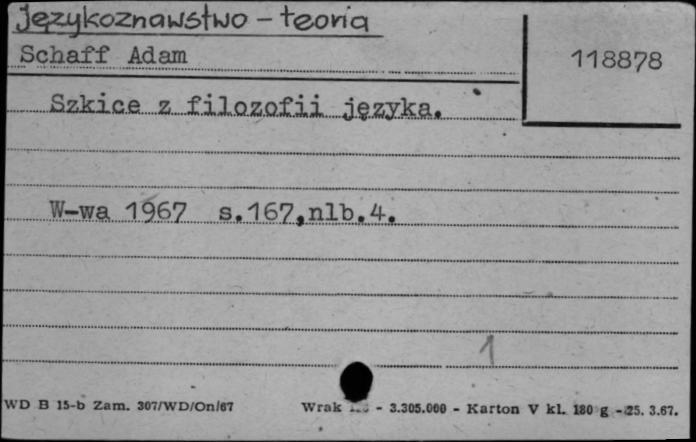 Językoznawstwo – teoria
Schaff Adam
118878
Szkice z filozofii języka.
W-wa 1967 s.167,nlb.4.
1
WD B 15-b Zam. 307/WD/On/67
Wrak - 3.305.000 - Karton V kl. 180 g - 25. 3.67.